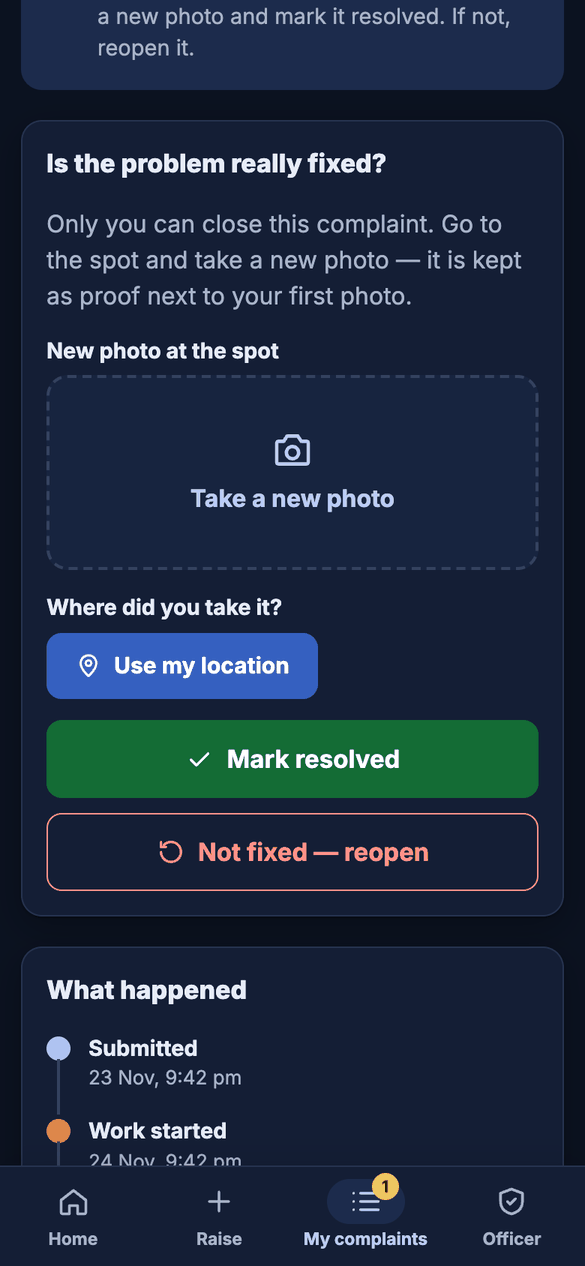 a new photo and mark it resolved. If not,
reopen it.
Is the problem really fixed?
Only you can close this complaint. Go to
the spot and take a new photo — it is kept
as proof next to your first photo.
New photo at the spot
Take a new photo
Where did you take it?
Use my location
Mark resolved
Not fixed — reopen
What happened
Submitted
23 Nov, 9:42 pm
Work started
24 Nov, 9:42 pm
1
Home
Raise
My complaints
Officer